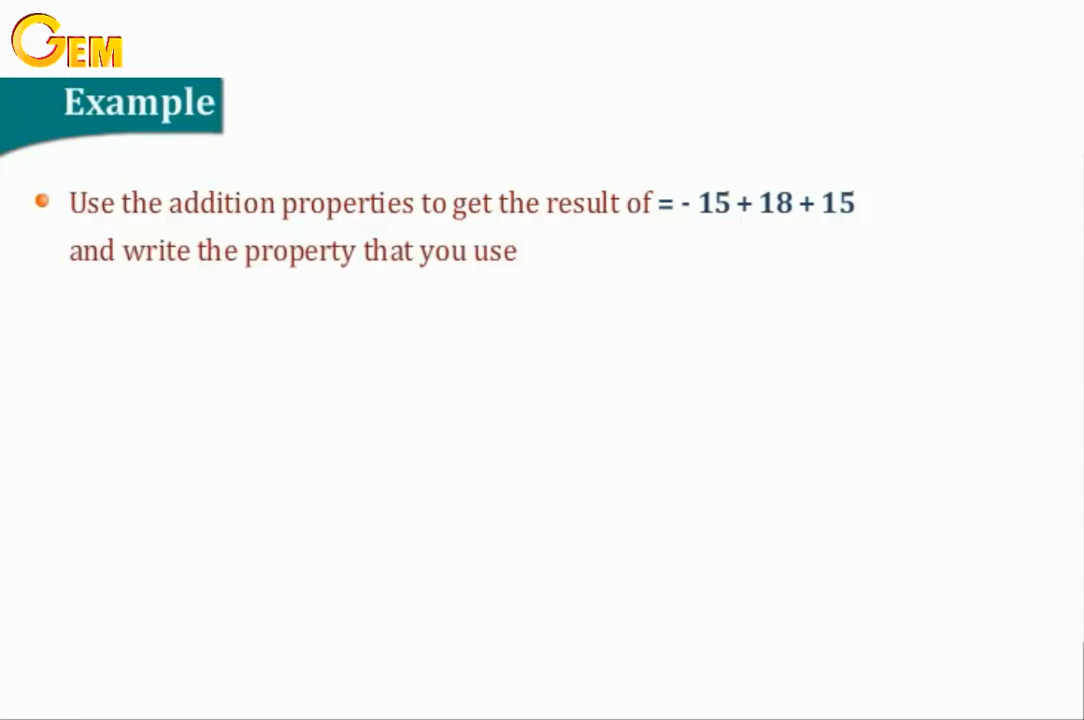 GEM
Example
Use the addition properties to get the result of = - 15 + 18 + 15
and write the property that you use